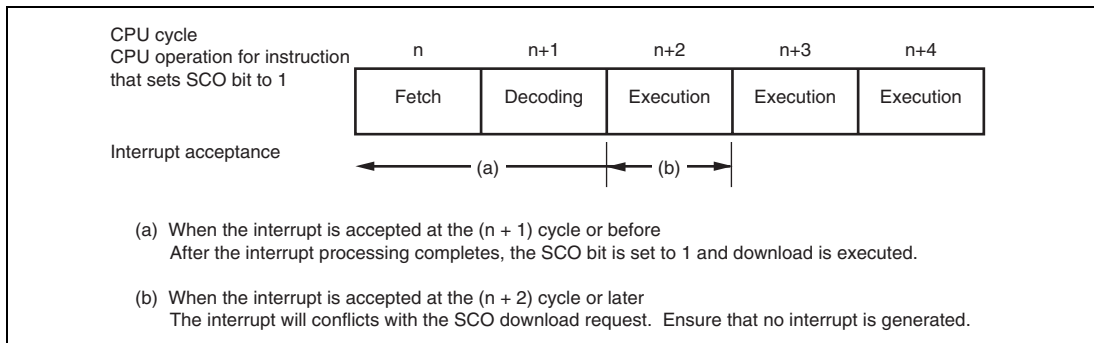 CPU cycle
CPU operation for instruction
that sets SCO bit to 1
n n+1 n+2 n+3 n+4
Fetch Decoding Execution Execution Execution
Interrupt acceptance
(a) (b)
(a) When the interrupt is accepted at the (n + 1) cycle or before
After the interrupt processing completes, the SCO bit is set to 1 and download is executed.
(b) When the interrupt is accepted at the (n + 2) cycle or later
The interrupt will conflicts with the SCO download request. Ensure that no interrupt is generated.